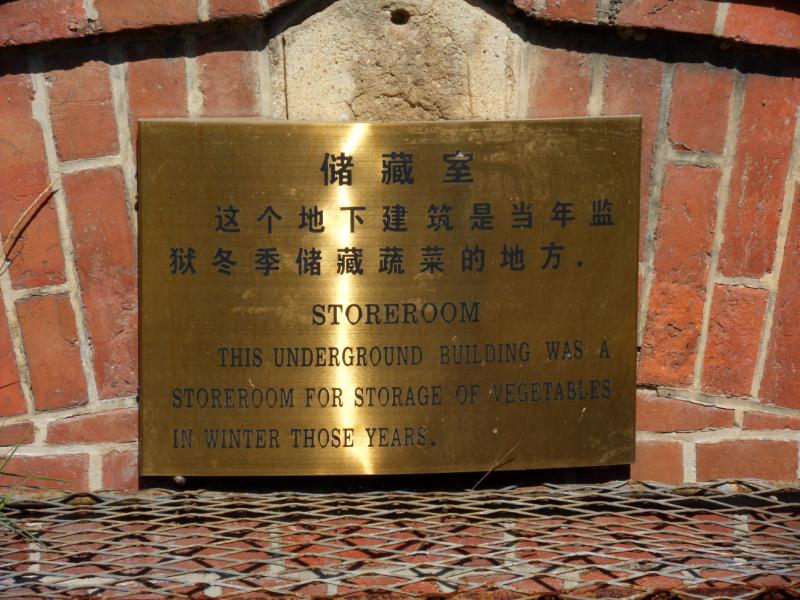 储藏室
这个地下建筑是当年监
狱冬季储藏蔬菜的地方.
STOREROOM
THIS UNDERGROUND BUILDING WAS A
STOREROOM FOR STORAGE OF VEGETABLES
IN WINTER THOSE YEARS.